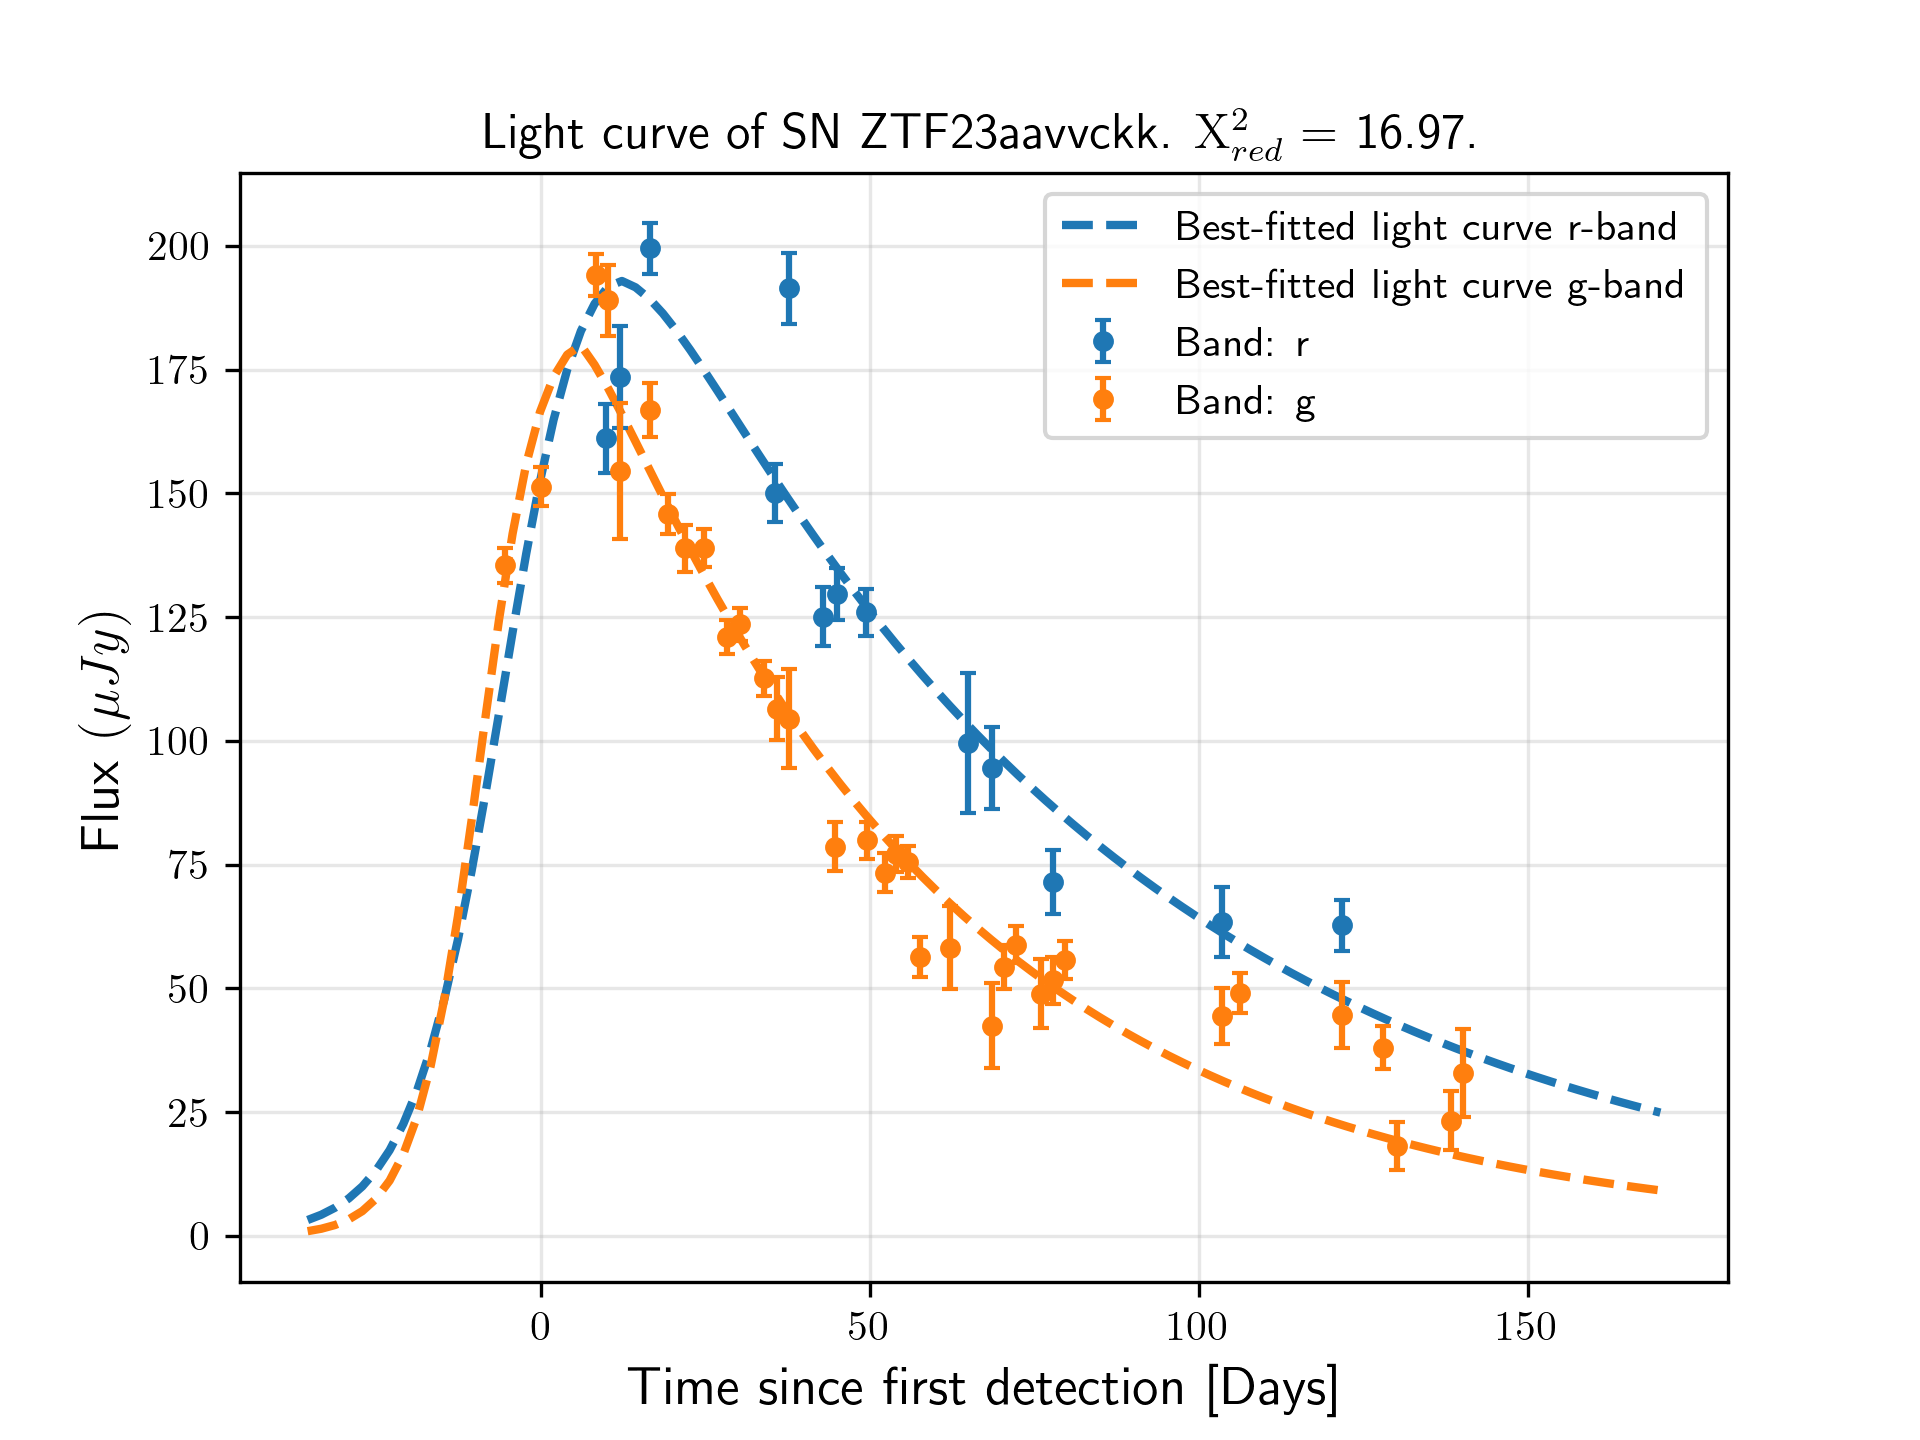 Light curve of SN ZTF23aavvckk. X²_red = 16.97.
Best-fitted light curve r-band
Best-fitted light curve g-band
Band: r
Band: g
Flux (μJy)
200
175
150
125
100
75
50
25
0
0 50 100 150
Time since first detection [Days]